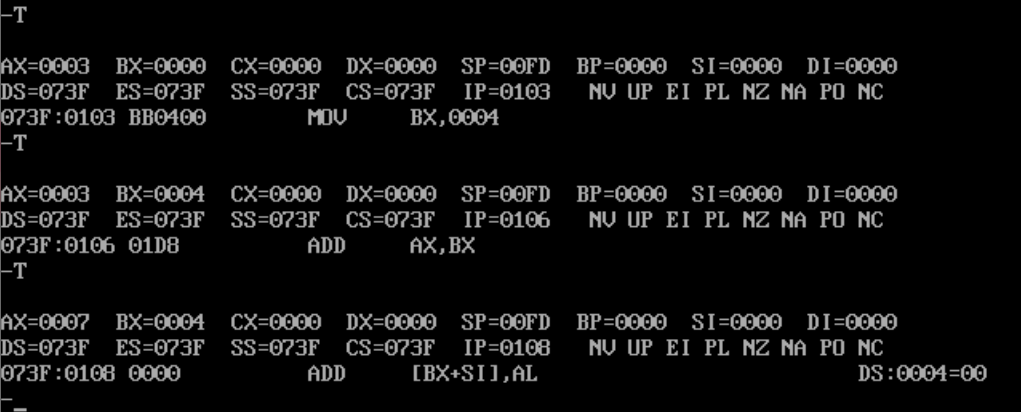 -T
AX=0003 BX=0000 CX=0000 DX=0000 SP=00FD BP=0000 SI=0000 DI=0000
DS=073F ES=073F SS=073F CS=073F IP=0103 NV UP EI PL NZ NA PO NC
073F:0103 BB0400 MOV BX,0004
-T
AX=0003 BX=0004 CX=0000 DX=0000 SP=00FD BP=0000 SI=0000 DI=0000
DS=073F ES=073F SS=073F CS=073F IP=0106 NV UP EI PL NZ NA PO NC
073F:0106 01D8 ADD AX,BX
-T
AX=0007 BX=0004 CX=0000 DX=0000 SP=00FD BP=0000 SI=0000 DI=0000
DS=073F ES=073F SS=073F CS=073F IP=0108 NV UP EI PL NZ NA PO NC
073F:0108 0000 ADD [BX+SI],AL DS:0004=00
-_